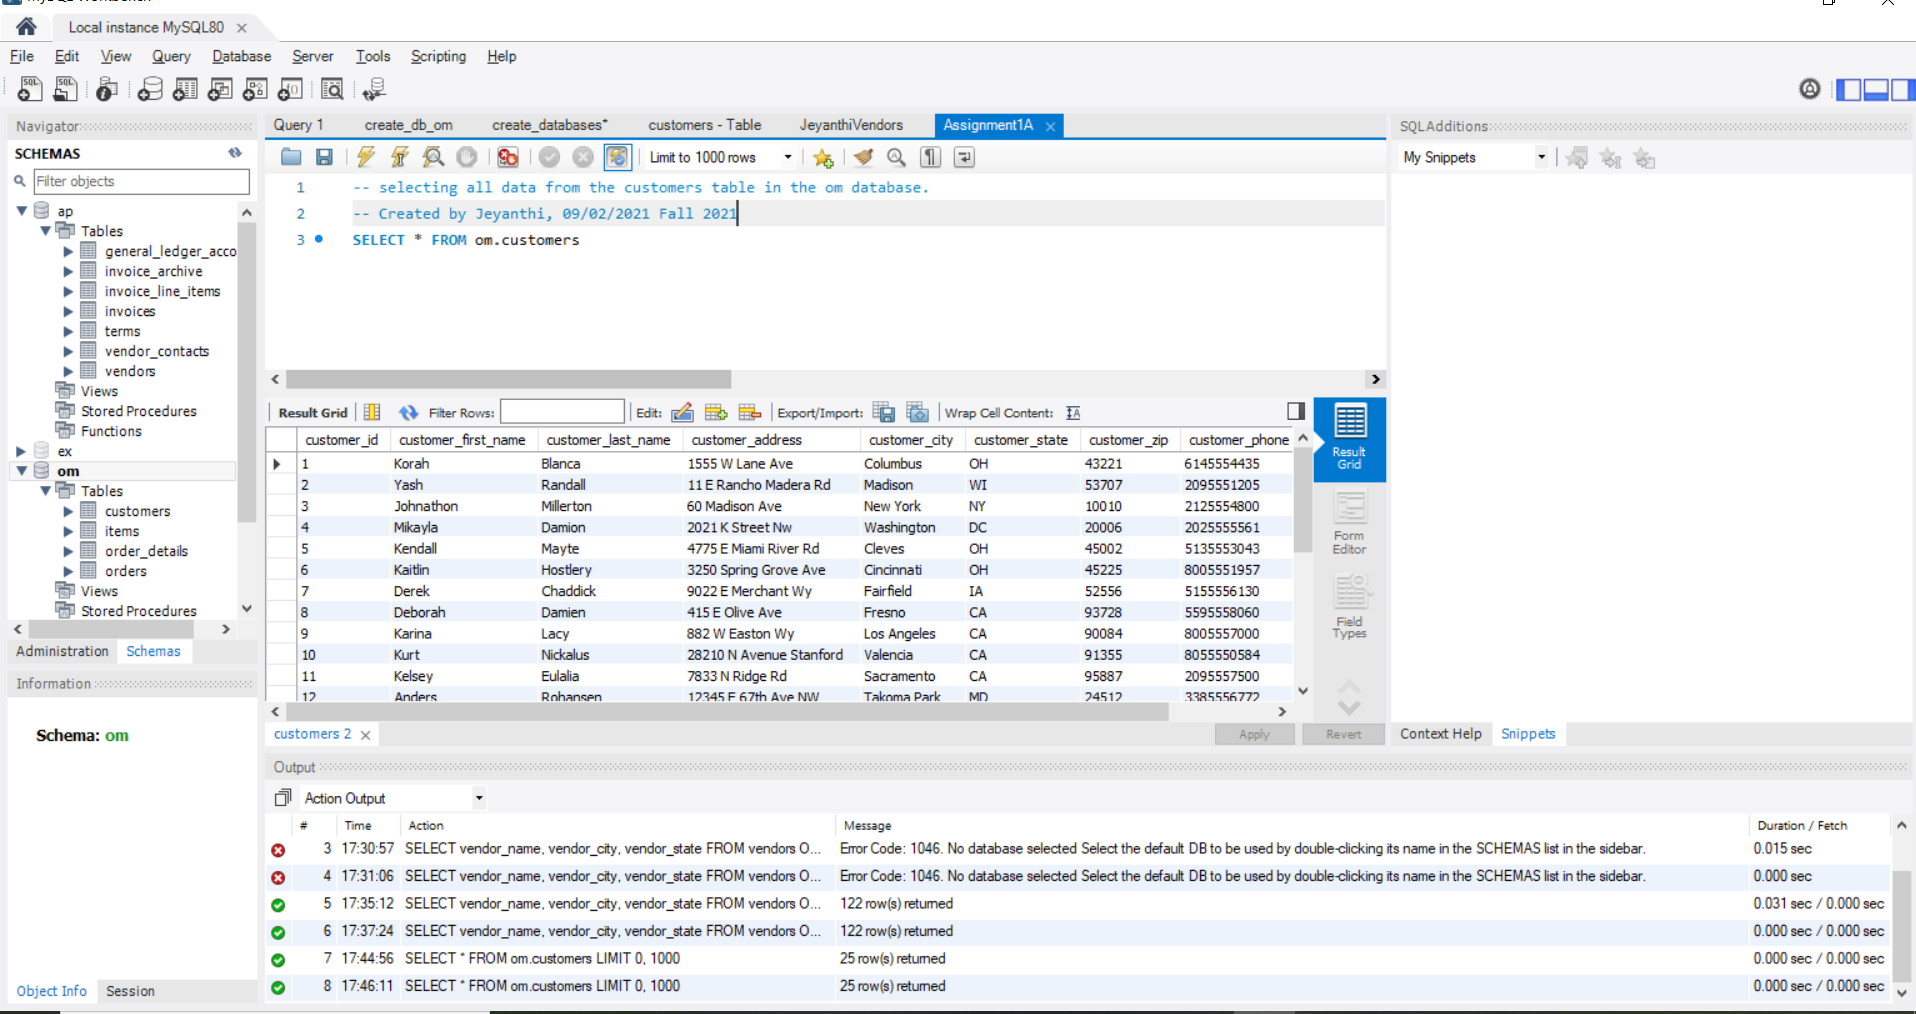 Local instance MySQL80
File Edit View Query Database Server Tools Scripting Help
Navigator
SCHEMAS
Filter objects
ap
Tables
general_ledger_acco
invoice_archive
invoice_line_items
invoices
terms
vendor_contacts
vendors
Views
Stored Procedures
Functions
ex
om
Tables
customers
items
order_details
orders
Views
Stored Procedures
Administration Schemas
Information
Schema: om
Object Info Session
Query 1 create_db_om create_databases* customers - Table JeyanthiVendors Assignment1A
Limit to 1000 rows
1 -- selecting all data from the customers table in the om database.
2 -- Created by Jeyanthi, 09/02/2021 Fall 2021
3 SELECT * FROM om.customers
Result Grid Filter Rows: Edit: Export/Import: Wrap Cell Content:
customer_id customer_first_name customer_last_name customer_address customer_city customer_state customer_zip customer_phone
1 Korah Blanca 1555 W Lane Ave Columbus OH 43221 6145554435
2 Yash Randall 11 E Rancho Madera Rd Madison WI 53707 2095551205
3 Johnathon Millerton 60 Madison Ave New York NY 10010 2125554800
4 Mikayla Damion 2021 K Street Nw Washington DC 20006 2025555561
5 Kendall Mayte 4775 E Miami River Rd Cleves OH 45002 5135553043
6 Kaitlin Hostlery 3250 Spring Grove Ave Cincinnati OH 45225 8005551957
7 Derek Chaddick 9022 E Merchant Wy Fairfield IA 52556 5155556130
8 Deborah Damien 415 E Olive Ave Fresno CA 93728 5595558060
9 Karina Lacy 882 W Easton Wy Los Angeles CA 90084 8005557000
10 Kurt Nickalus 28210 N Avenue Stanford Valencia CA 91355 8055550584
11 Kelsey Eulalia 7833 N Ridge Rd Sacramento CA 95887 2095557500
12 Anders Rohansen 12345 E 67th Ave NW Takoma Park MD 24512 3385556772
Result Grid
Form Editor
Field Types
customers 2 Apply Revert
SQLAdditions
My Snippets
Context Help Snippets
Output
Action Output
# Time Action Message Duration / Fetch
3 17:30:57 SELECT vendor_name, vendor_city, vendor_state FROM vendors O... Error Code: 1046. No database selected Select the default DB to be used by double-clicking its name in the SCHEMAS list in the sidebar. 0.015 sec
4 17:31:06 SELECT vendor_name, vendor_city, vendor_state FROM vendors O... Error Code: 1046. No database selected Select the default DB to be used by double-clicking its name in the SCHEMAS list in the sidebar. 0.000 sec
5 17:35:12 SELECT vendor_name, vendor_city, vendor_state FROM vendors O... 122 row(s) returned 0.031 sec / 0.000 sec
6 17:37:24 SELECT vendor_name, vendor_city, vendor_state FROM vendors O... 122 row(s) returned 0.000 sec / 0.000 sec
7 17:44:56 SELECT * FROM om.customers LIMIT 0, 1000 25 row(s) returned 0.000 sec / 0.000 sec
8 17:46:11 SELECT * FROM om.customers LIMIT 0, 1000 25 row(s) returned 0.000 sec / 0.000 sec